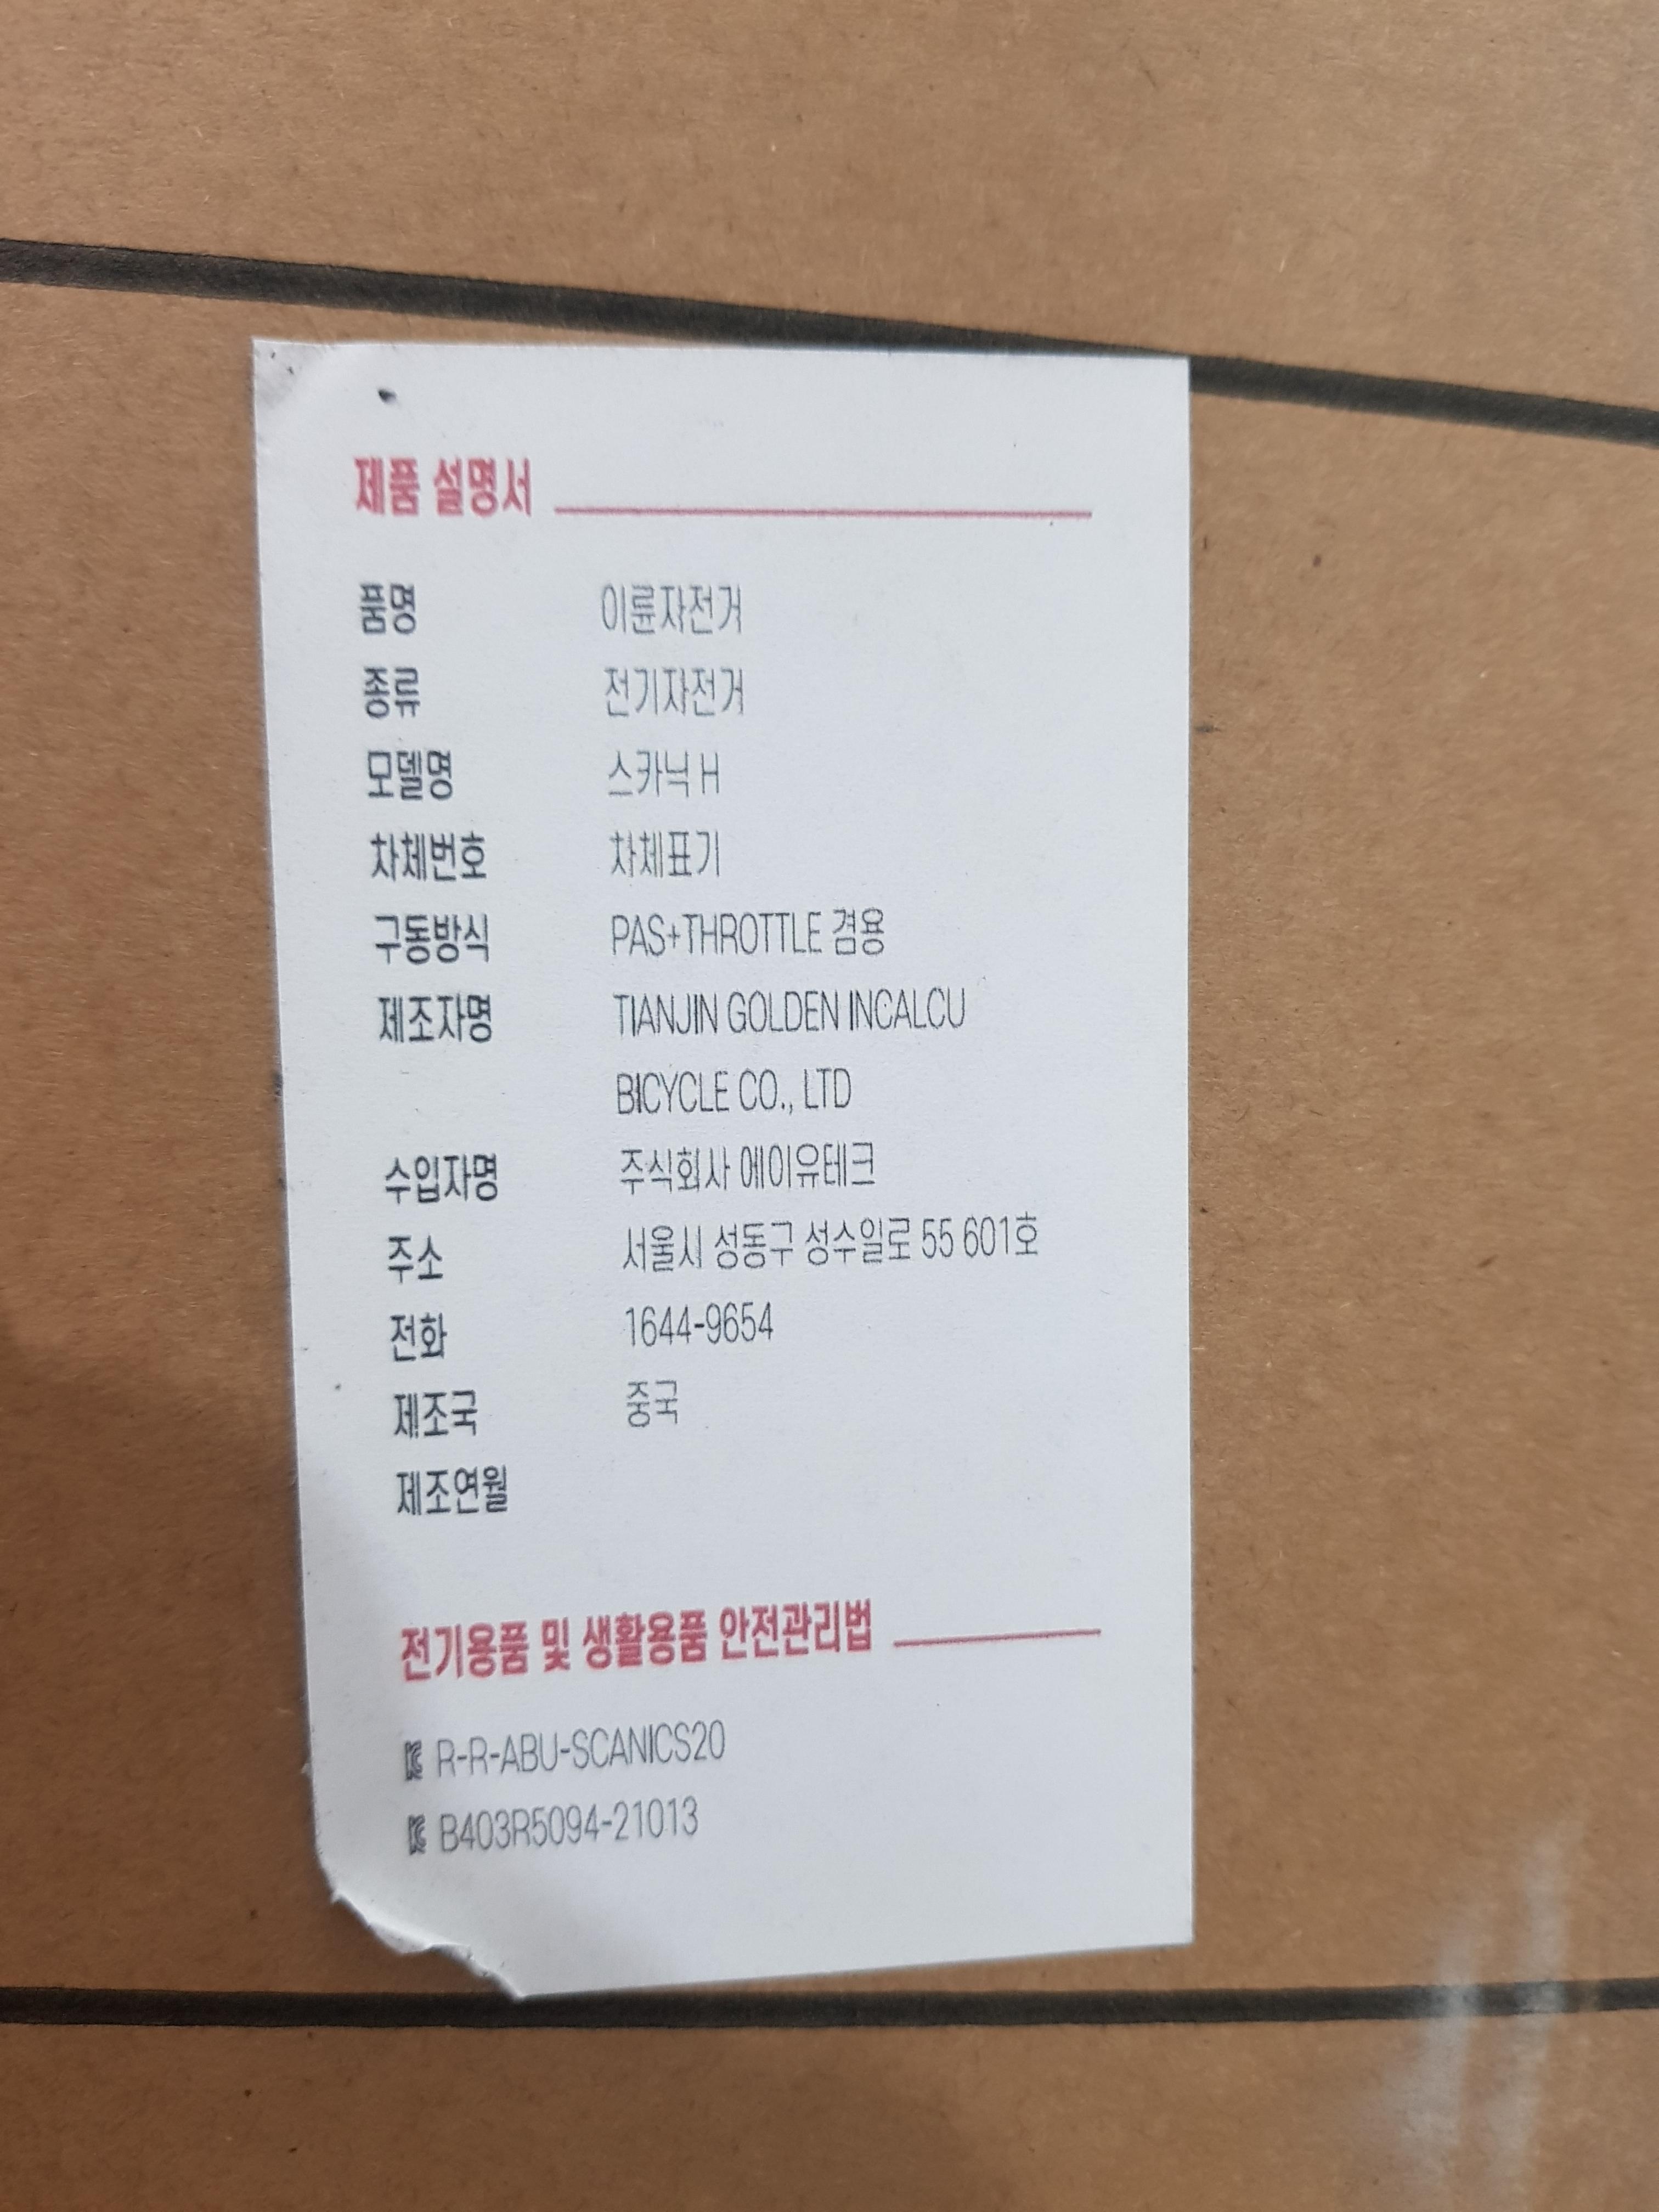 제품 설명서
품명 이륜자전거
종류 전기자전거
모델명 스카닉 H
차체번호 차체표기
구동방식 PAS+THROTTLE 겸용
제조자명 TIANJIN GOLDEN INCALCU
BICYCLE CO., LTD
수입자명 주식회사 에이유테크
주소 서울시 성동구 성수일로 55 601호
전화 1644-9654
제조국 중국
제조연월
전기용품 및 생활용품 안전관리법
R-R-ABU-SCANICS20
B403R5094-21013